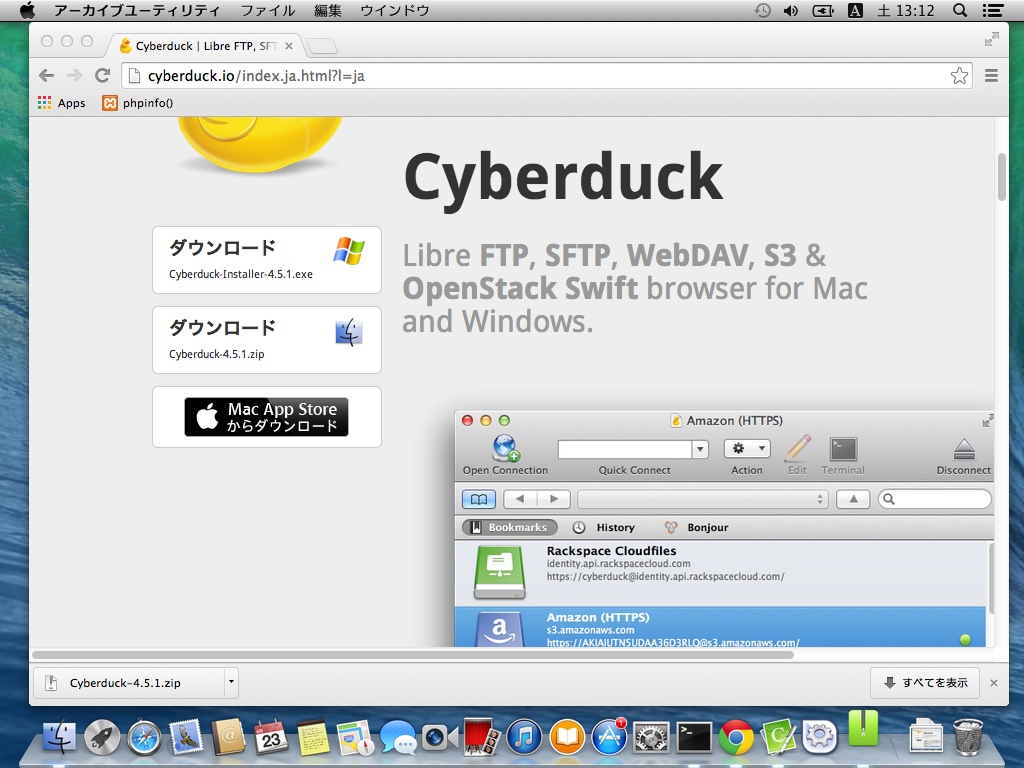 アーカイブユーティリティ ファイル 編集 ウインドウ A 土 13:12
Cyberduck | Libre FTP, SFT
cyberduck.io/index.ja.html?l=ja
Apps phpinfo()
Cyberduck
ダウンロード
Cyberduck-Installer-4.5.1.exe
Libre FTP, SFTP, WebDAV, S3 &
OpenStack Swift browser for Mac
and Windows.
ダウンロード
Cyberduck-4.5.1.zip
Mac App Store
からダウンロード
Amazon (HTTPS)
Open Connection Quick Connect Action Edit Terminal Disconnect
Bookmarks History Bonjour
Rackspace Cloudfiles
identity.api.rackspacecloud.com
https://cyberduck@identity.api.rackspacecloud.com/
Amazon (HTTPS)
s3.amazonaws.com
https://AKIAIUTN5UDAA36D3RLQ@s3.amazonaws.com/
Cyberduck-4.5.1.zip すべてを表示
23
1